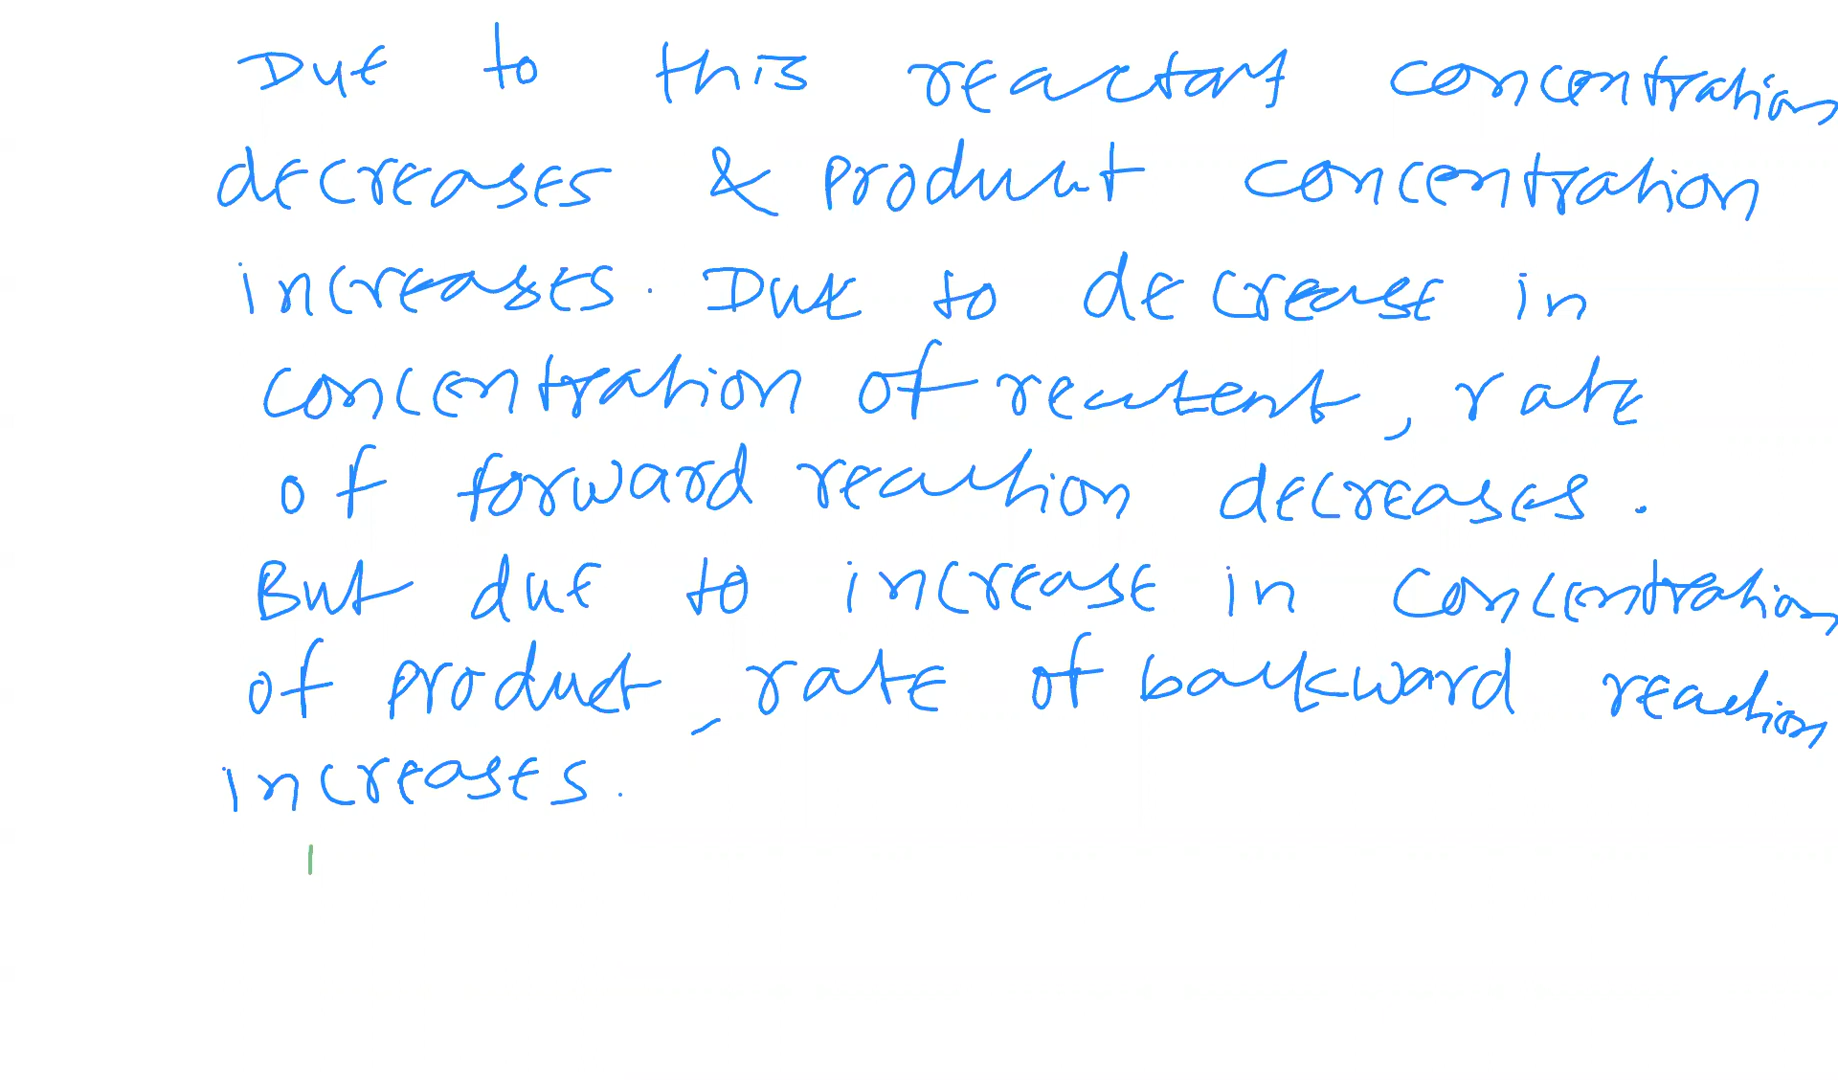 Due to this reactant concentration
decreases & product concentration
increases. Due to decrease in
concentration of reactent, rate
of forward reaction decreases.
But due to increase in concentration
of product, rate of backward reaction
increases.